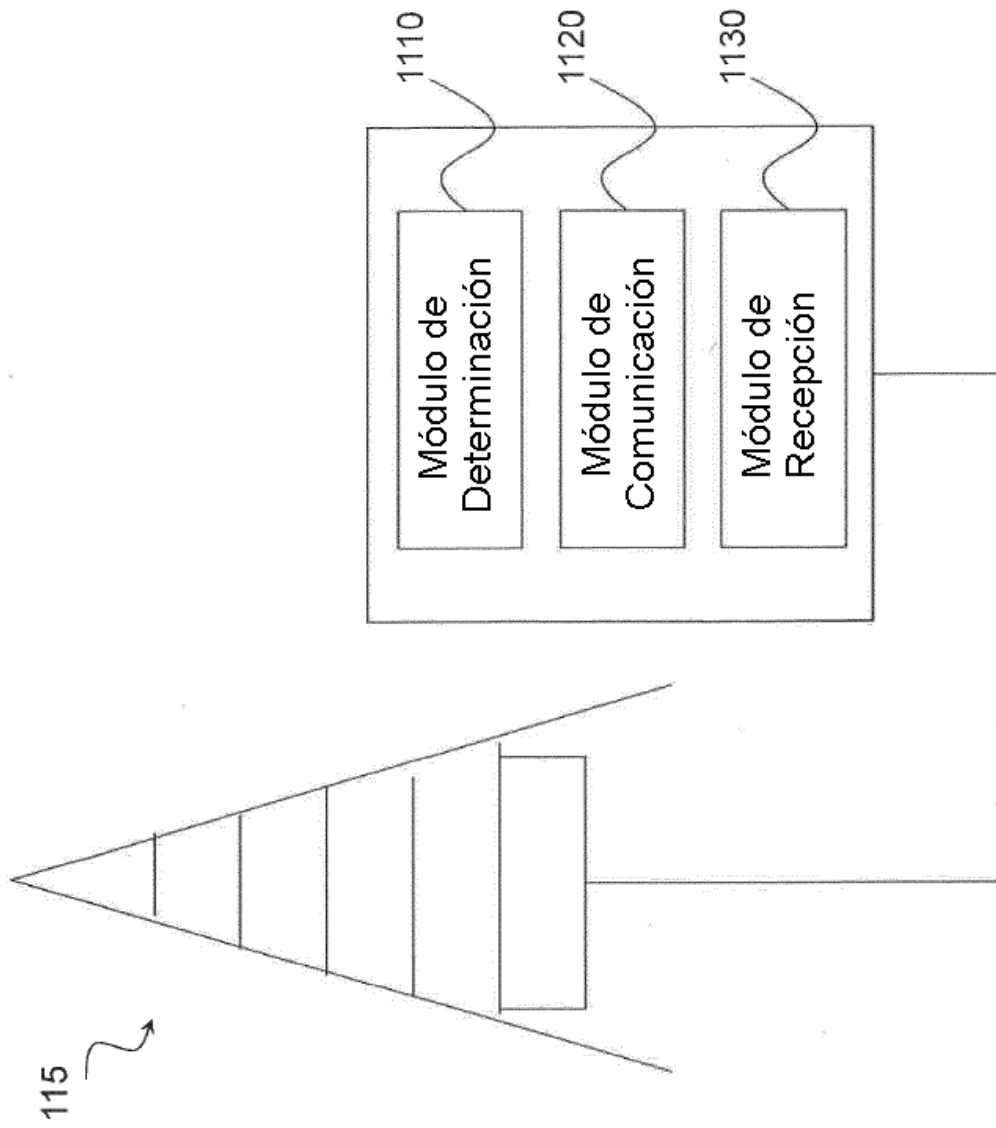 115
Módulo de
Determinación
1110
Módulo de
Comunicación
1120
Módulo de
Recepción
1130